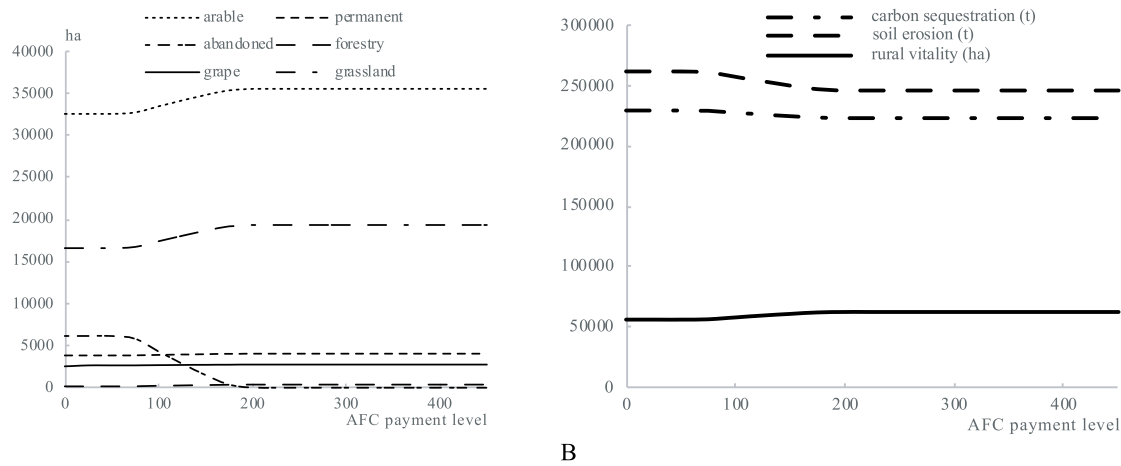 arable permanent
ha
abandoned forestry
grape grassland
40000
35000
30000
25000
20000
15000
10000
5000
0
0 100 200 300 400
AFC payment level
carbon sequestration (t)
soil erosion (t)
rural vitality (ha)
300000
250000
200000
150000
100000
50000
0
0 100 200 300 400
AFC payment level
B